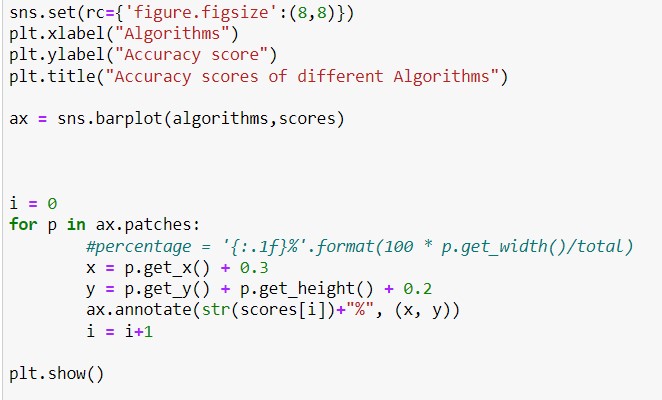 sns.set(rc={'figure.figsize':(8,8)})
plt.xlabel("Algorithms")
plt.ylabel("Accuracy score")
plt.title("Accuracy scores of different Algorithms")
ax = sns.barplot(algorithms,scores)
i = 0
for p in ax.patches:
        #percentage = '{:.1f}%'.format(100 * p.get_width()/total)
        x = p.get_x() + 0.3
        y = p.get_y() + p.get_height() + 0.2
        ax.annotate(str(scores[i])+"%", (x, y))
        i = i+1
plt.show()